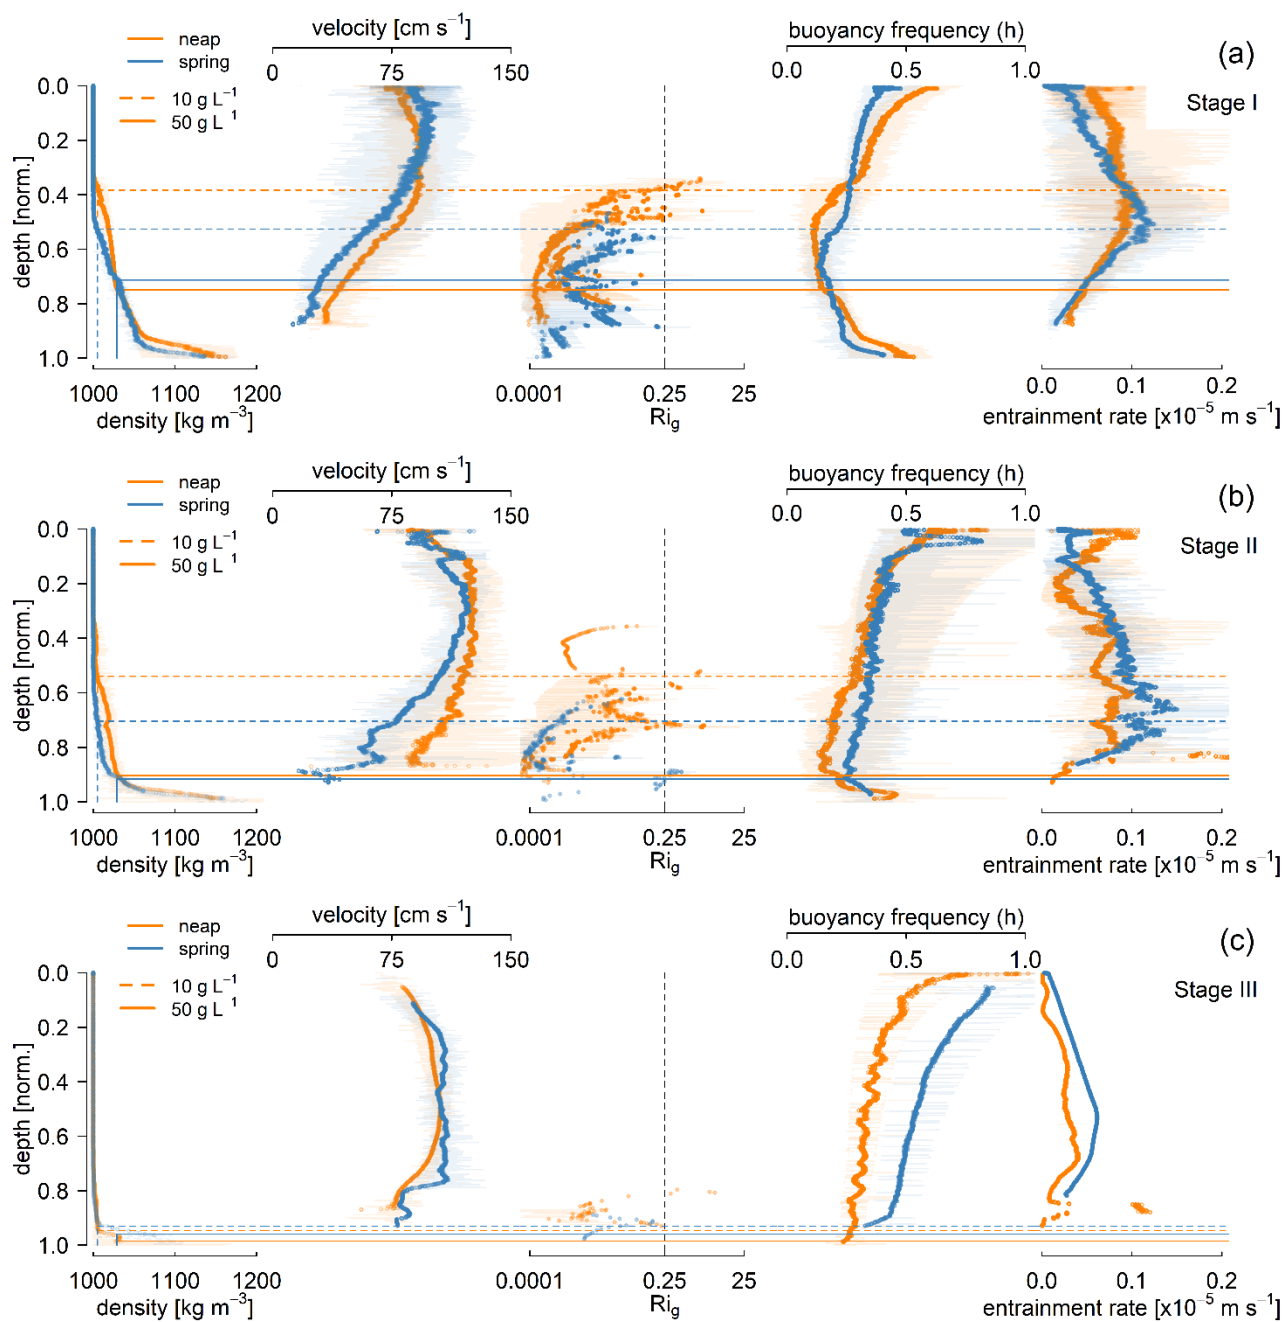 velocity [cm s⁻¹]
buoyancy frequency (h)
neap
spring
0 75 150
0.0 0.5 1.0
(a)
10 g L⁻¹
50 g L¹
Stage I
depth [norm.]
0.0
0.2
0.4
0.6
0.8
1.0
1000 1100 1200
0.0001 0.25 25
0.0 0.1 0.2
density [kg m⁻³]
Ri_g
entrainment rate [x10⁻⁵ m s⁻¹]
velocity [cm s⁻¹]
buoyancy frequency (h)
neap
spring
0 75 150
0.0 0.5 1.0
(b)
10 g L⁻¹
50 g L¹
Stage II
depth [norm.]
0.0
0.2
0.4
0.6
0.8
1.0
1000 1100 1200
0.0001 0.25 25
0.0 0.1 0.2
density [kg m⁻³]
Ri_g
entrainment rate [x10⁻⁵ m s⁻¹]
velocity [cm s⁻¹]
buoyancy frequency (h)
neap
spring
0 75 150
0.0 0.5 1.0
(c)
10 g L⁻¹
50 g L¹
Stage III
depth [norm.]
0.0
0.2
0.4
0.6
0.8
1.0
1000 1100 1200
0.0001 0.25 25
0.0 0.1 0.2
density [kg m⁻³]
Ri_g
entrainment rate [x10⁻⁵ m s⁻¹]